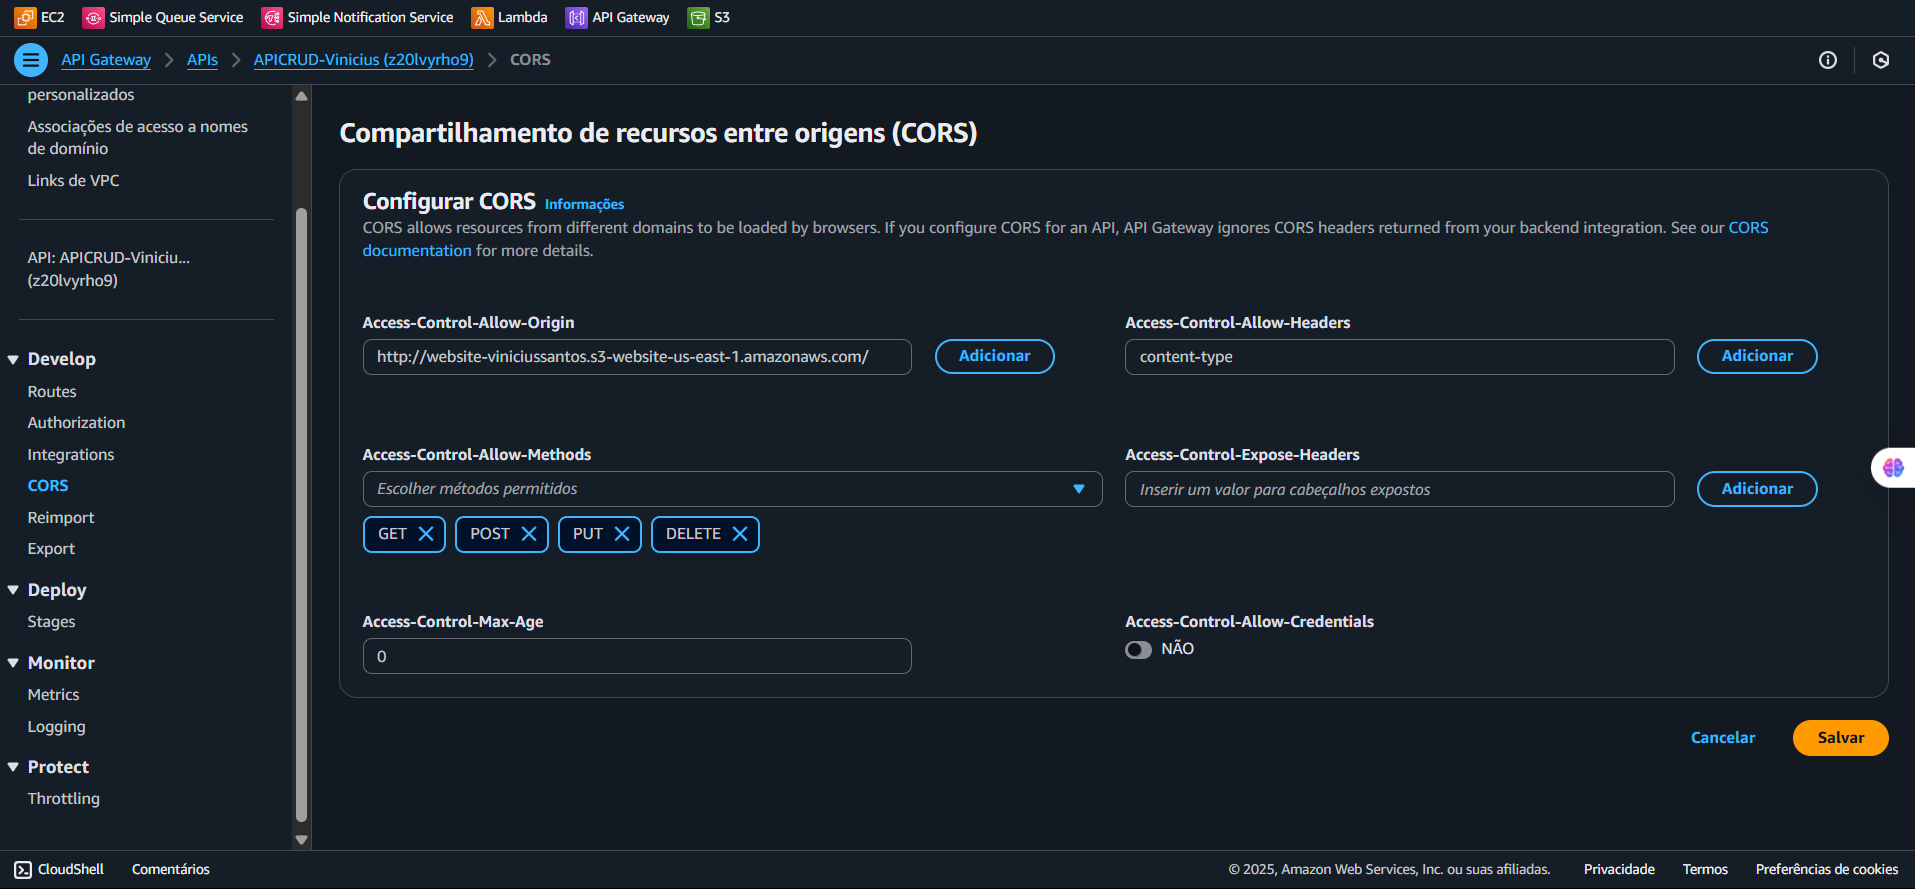 EC2 Simple Queue Service Simple Notification Service Lambda API Gateway S3
API Gateway APIs APICRUD-Vinicius (z20lvyrho9) CORS
personalizados
Associações de acesso a nomes
de domínio
Links de VPC
API: APICRUD-Viniciu...
(z20lvyrho9)
Develop
Routes
Authorization
Integrations
CORS
Reimport
Export
Deploy
Stages
Monitor
Metrics
Logging
Protect
Throttling
Compartilhamento de recursos entre origens (CORS)
Configurar CORS Informações
CORS allows resources from different domains to be loaded by browsers. If you configure CORS for an API, API Gateway ignores CORS headers returned from your backend integration. See our CORS
documentation for more details.
Access-Control-Allow-Origin
http://website-viniciussantos.s3-website-us-east-1.amazonaws.com/ Adicionar
Access-Control-Allow-Headers
content-type Adicionar
Access-Control-Allow-Methods
Escolher métodos permitidos
GET POST PUT DELETE
Access-Control-Expose-Headers
Inserir um valor para cabeçalhos expostos Adicionar
Access-Control-Max-Age
0
Access-Control-Allow-Credentials
NÃO
Cancelar Salvar
CloudShell Comentários © 2025, Amazon Web Services, Inc. ou suas afiliadas. Privacidade Termos Preferências de cookies